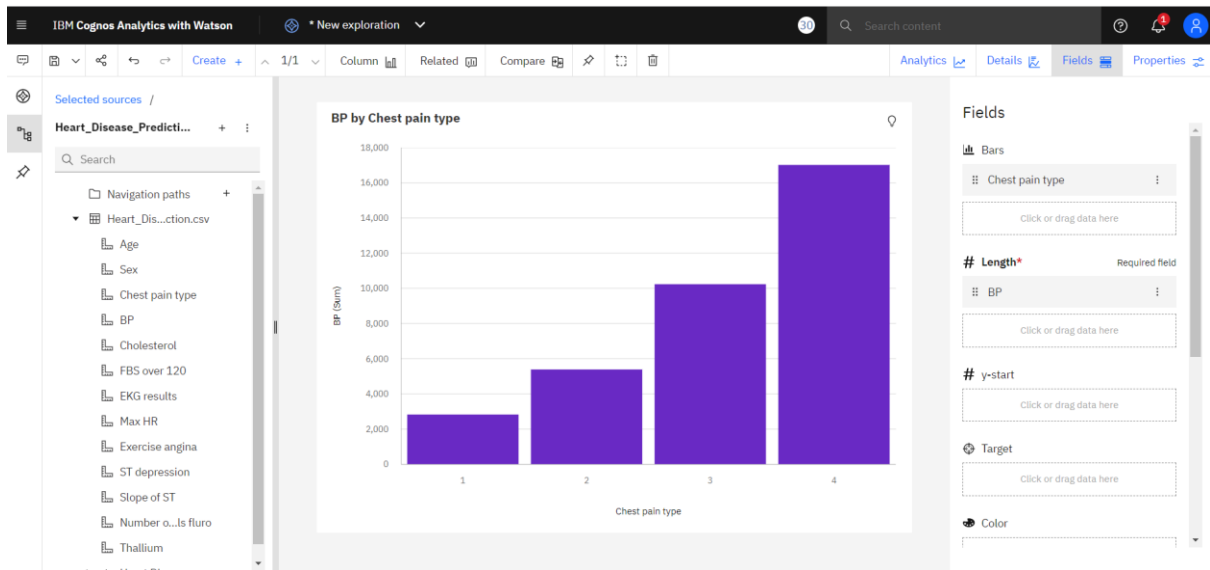 IBM Cognos Analytics with Watson
* New exploration
30
Search content
1
Create +
1/1
Column
Related
Compare
Analytics
Details
Fields
Properties
Selected sources /
Heart_Disease_Predicti...
Search
Navigation paths
Heart_Dis...ction.csv
Age
Sex
Chest pain type
BP
Cholesterol
FBS over 120
EKG results
Max HR
Exercise angina
ST depression
Slope of ST
Number o...ls fluro
Thallium
BP by Chest pain type
18,000
16,000
14,000
12,000
10,000
8,000
6,000
4,000
2,000
0
BP (Sum)
1 2 3 4
Chest pain type
Fields
Bars
Chest pain type
Click or drag data here
# Length* Required field
BP
Click or drag data here
# y-start
Click or drag data here
Target
Click or drag data here
Color